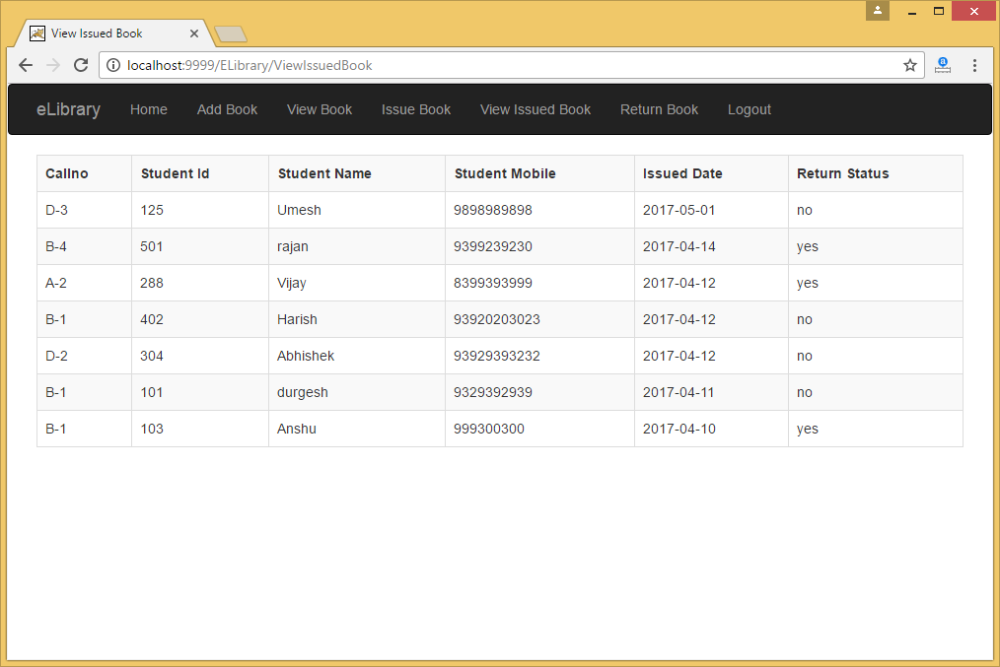 View Issued Book
localhost:9999/ELibrary/ViewIssuedBook
eLibrary Home Add Book View Book Issue Book View Issued Book Return Book Logout
Callno Student Id Student Name Student Mobile Issued Date Return Status
D-3 125 Umesh 9898989898 2017-05-01 no
B-4 501 rajan 9399239230 2017-04-14 yes
A-2 288 Vijay 8399393999 2017-04-12 yes
B-1 402 Harish 93920203023 2017-04-12 no
D-2 304 Abhishek 93929393232 2017-04-12 no
B-1 101 durgesh 9329392939 2017-04-11 no
B-1 103 Anshu 999300300 2017-04-10 yes